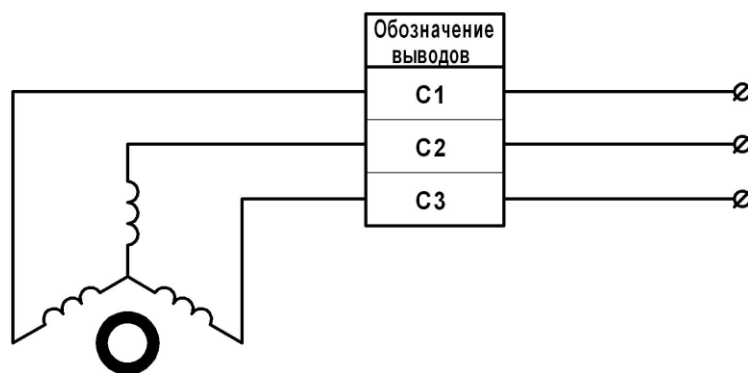 Обозначение
выводов
С1
С2
С3